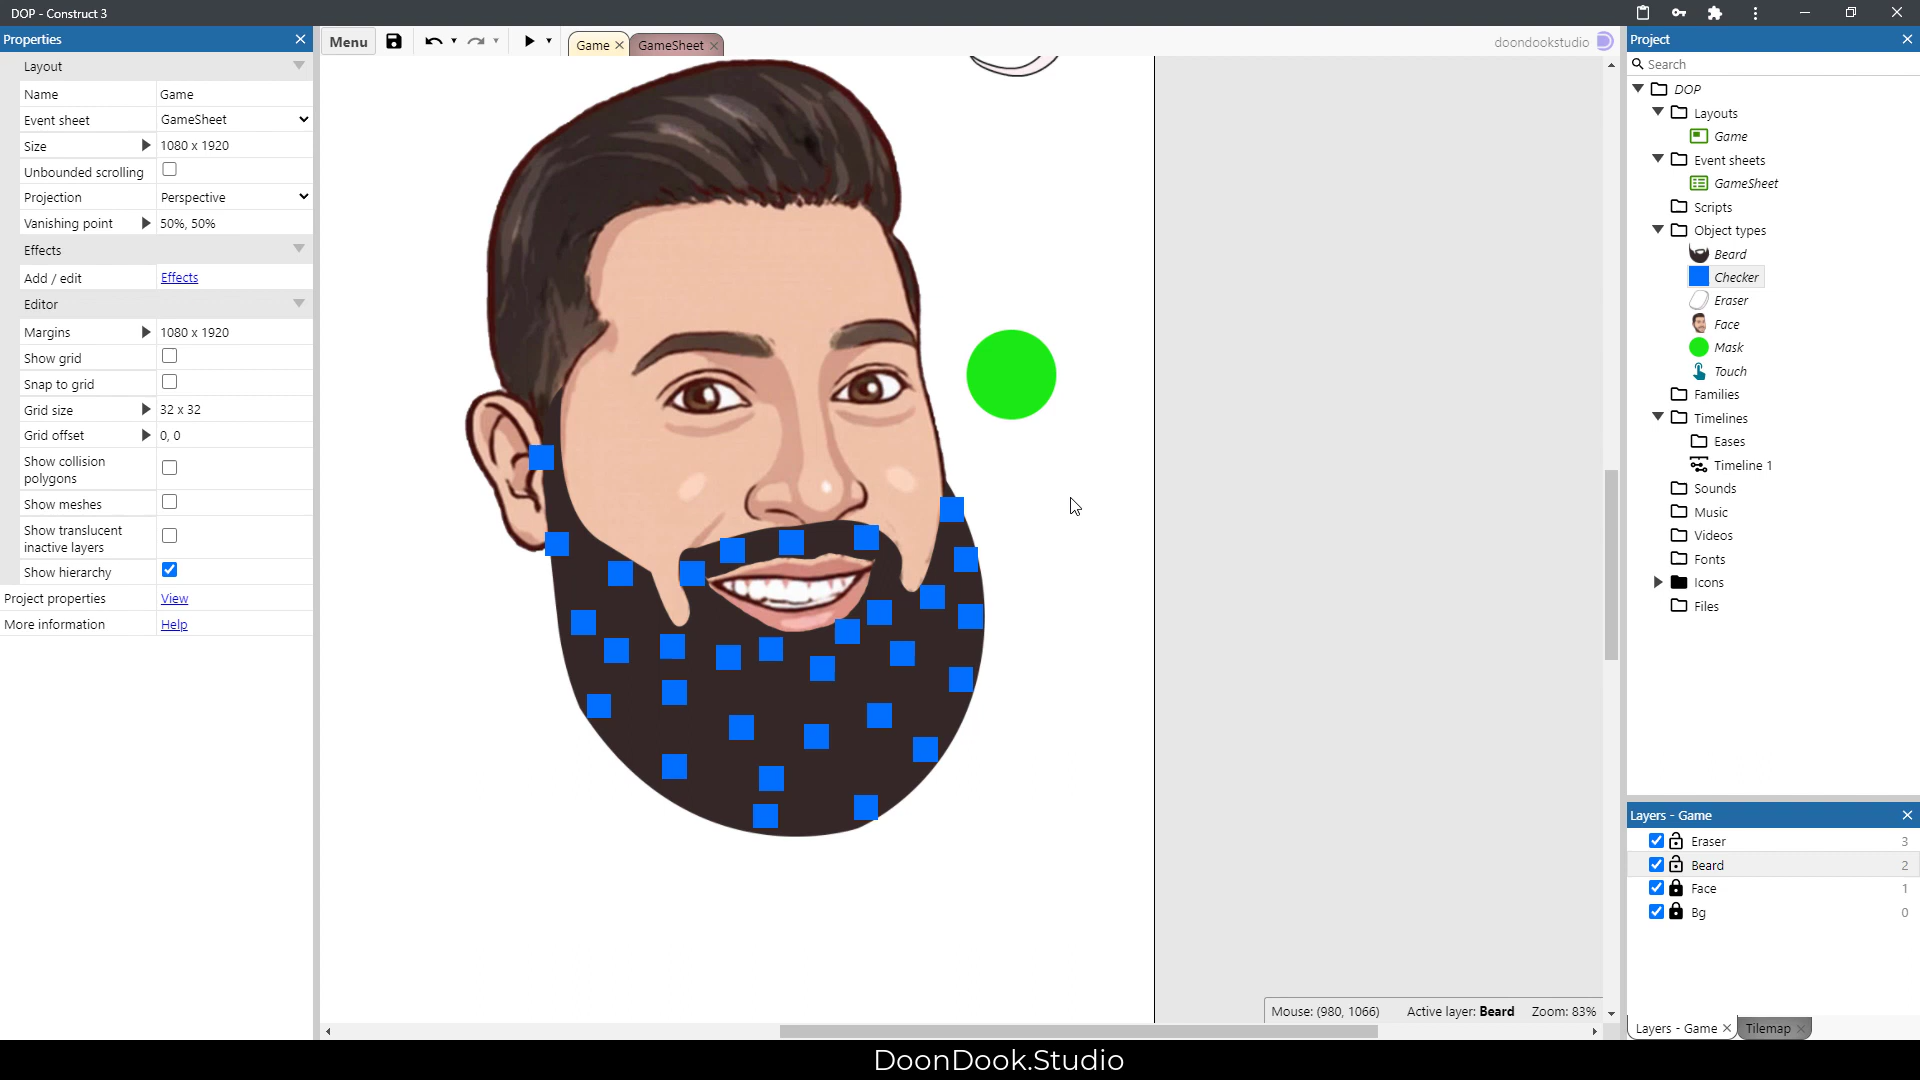 DOP - Construct 3
Properties
Layout
Name Game
Event sheet GameSheet
Size 1080 x 1920
Unbounded scrolling
Projection Perspective
Vanishing point 50%, 50%
Effects
Add / edit Effects
Editor
Margins 1080 x 1920
Show grid
Snap to grid
Grid size 32 x 32
Grid offset 0, 0
Show collision
polygons
Show meshes
Show translucent
inactive layers
Show hierarchy
Project properties View
More information Help
Menu
Game
GameSheet
doondookstudio
Mouse: (980, 1066) Active layer: Beard Zoom: 83%
Project
Search
DOP
Layouts
Game
Event sheets
GameSheet
Scripts
Object types
Beard
Checker
Eraser
Face
Mask
Touch
Families
Timelines
Eases
Timeline 1
Sounds
Music
Videos
Fonts
Icons
Files
Layers - Game
Eraser 3
Beard 2
Face 1
Bg 0
Layers - Game
Tilemap
DoonDook.Studio